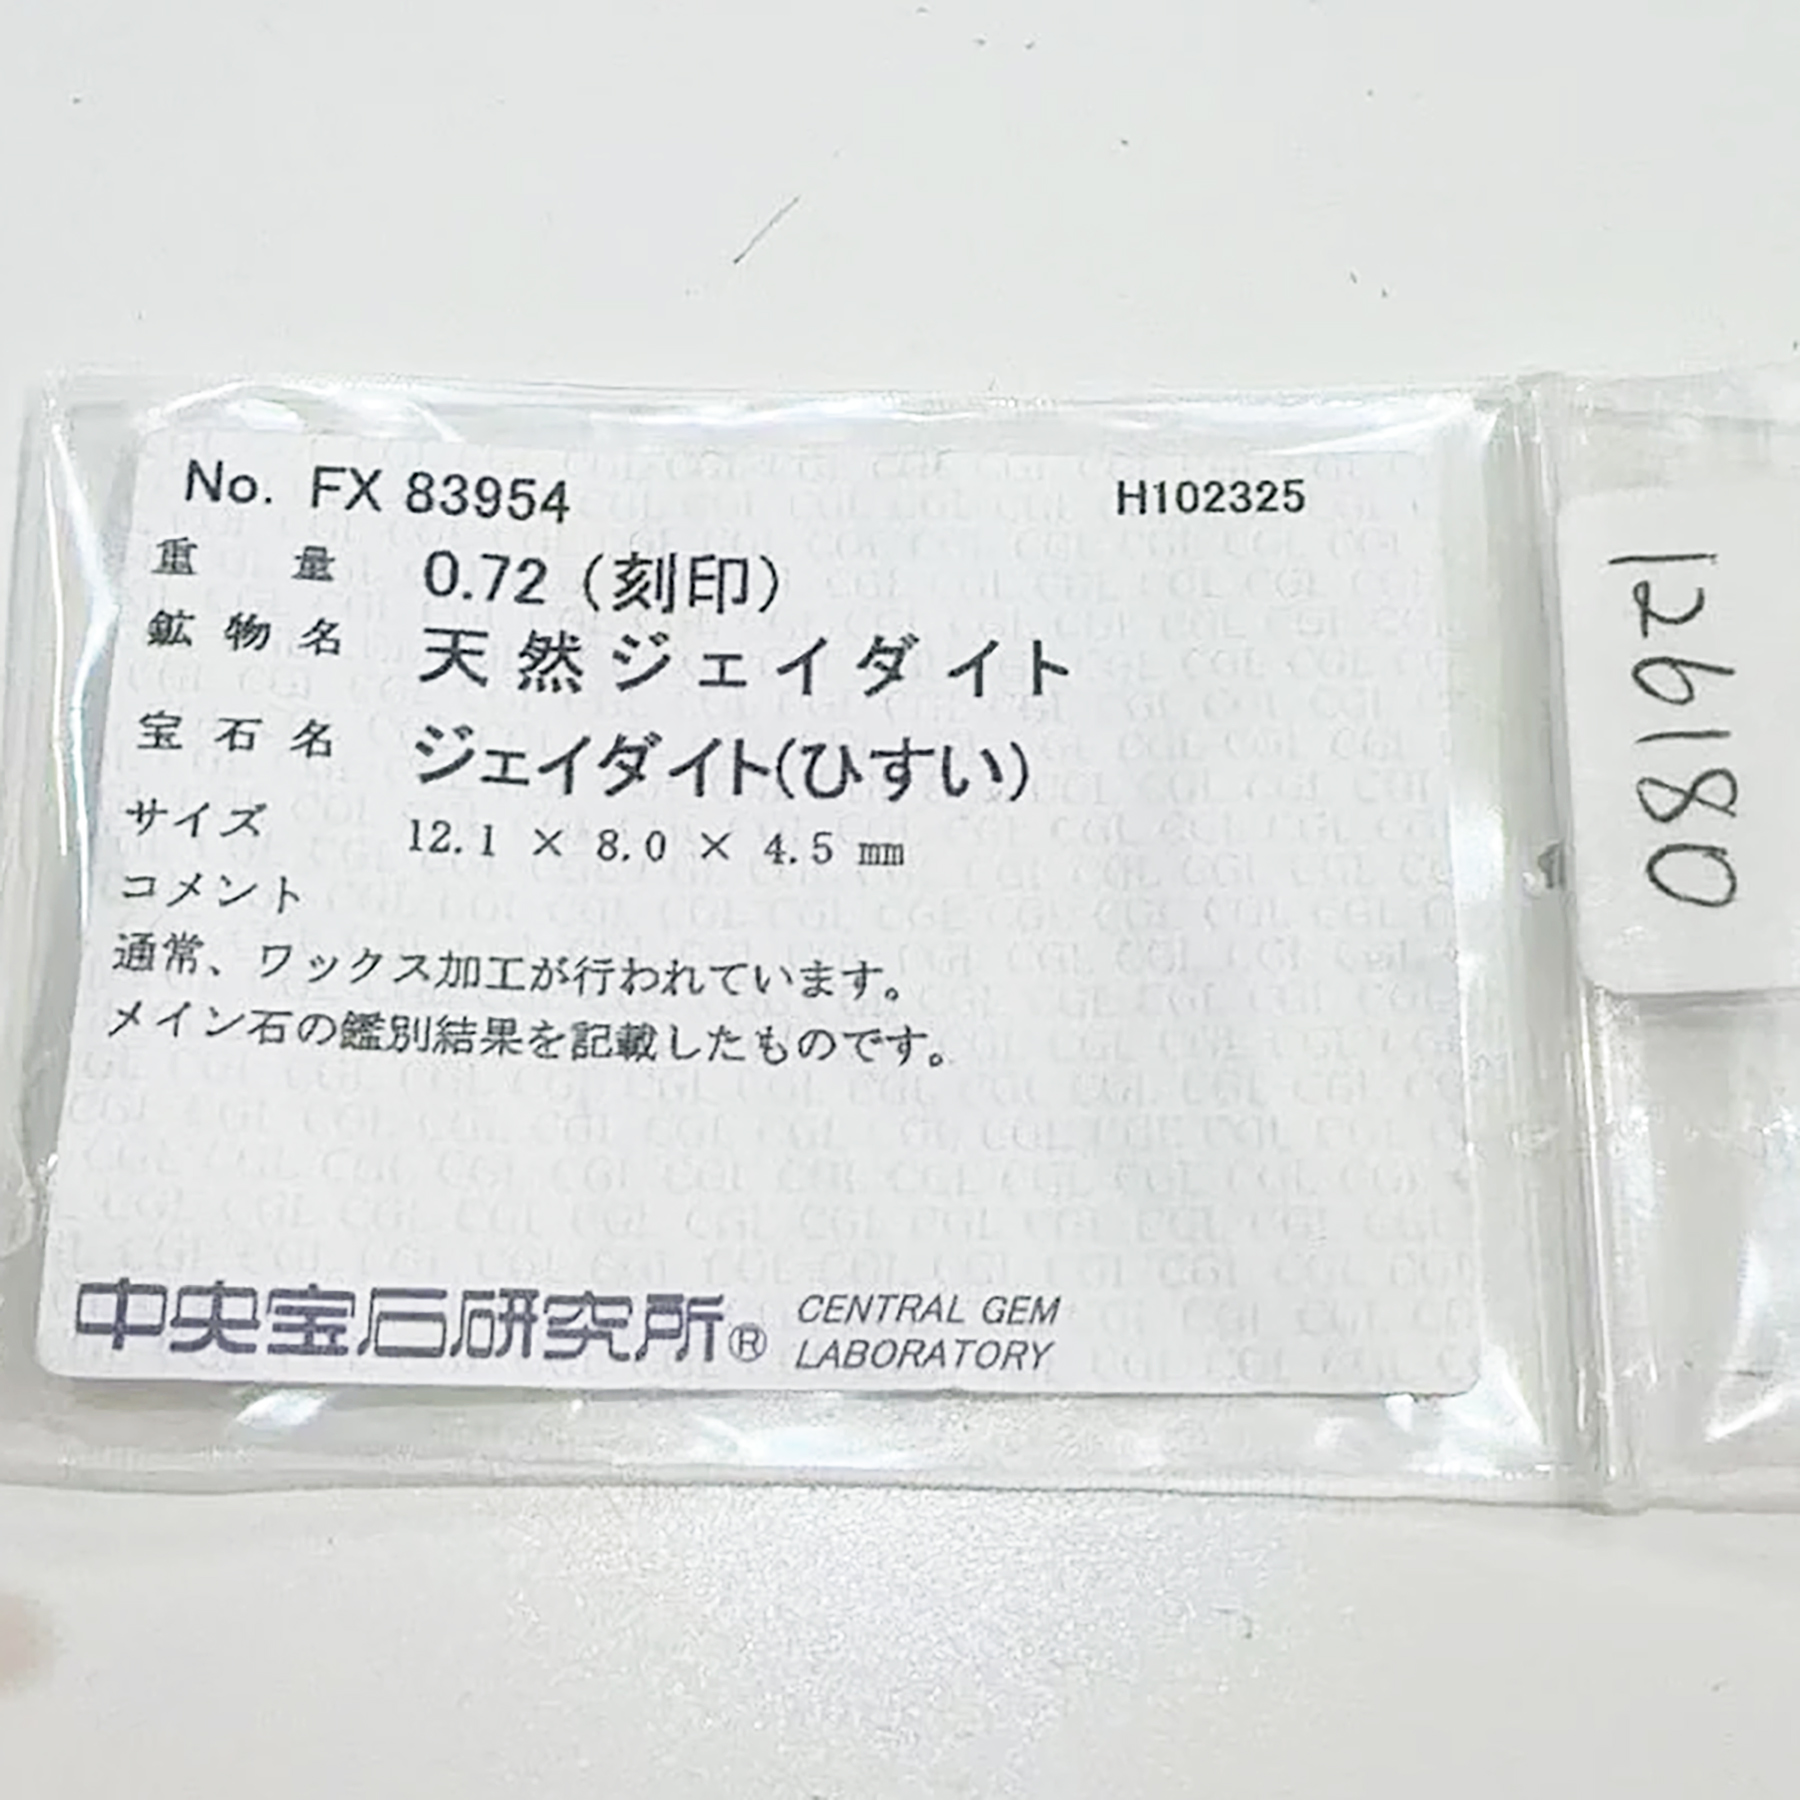 No. FX 83954
H102325
重量 0.72 (刻印)
鉱物名 天然ジェイダイト
宝石名 ジェイダイト(ひすい)
サイズ 12.1 × 8.0 × 4.5 mm
コメント
通常、ワックス加工が行われています。
メイン石の鑑別結果を記載したものです。
中央宝石研究所® CENTRAL GEM
LABORATORY